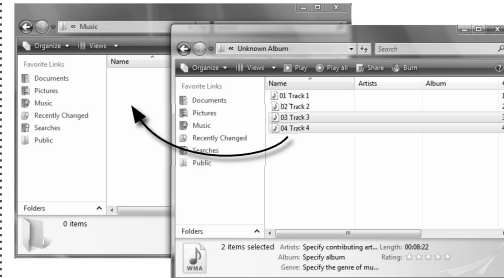 « Music
Organize Views
Favorite Links
Documents
Pictures
Music
Recently Changed
Searches
Public
Name
Folders
0 items
« Unknown Album
Search
Organize Views Play Play all Share Burn
Favorite Links
Documents
Pictures
Music
Recently Changed
Searches
Public
Folders
Name Artists Album
01 Track 1
02 Track 2
03 Track 3
04 Track 4
WMA
2 items selected Artists: Specify contributing art... Length: 00:08:22
Album: Specify album Rating:
Genre: Specify the genre of mu...